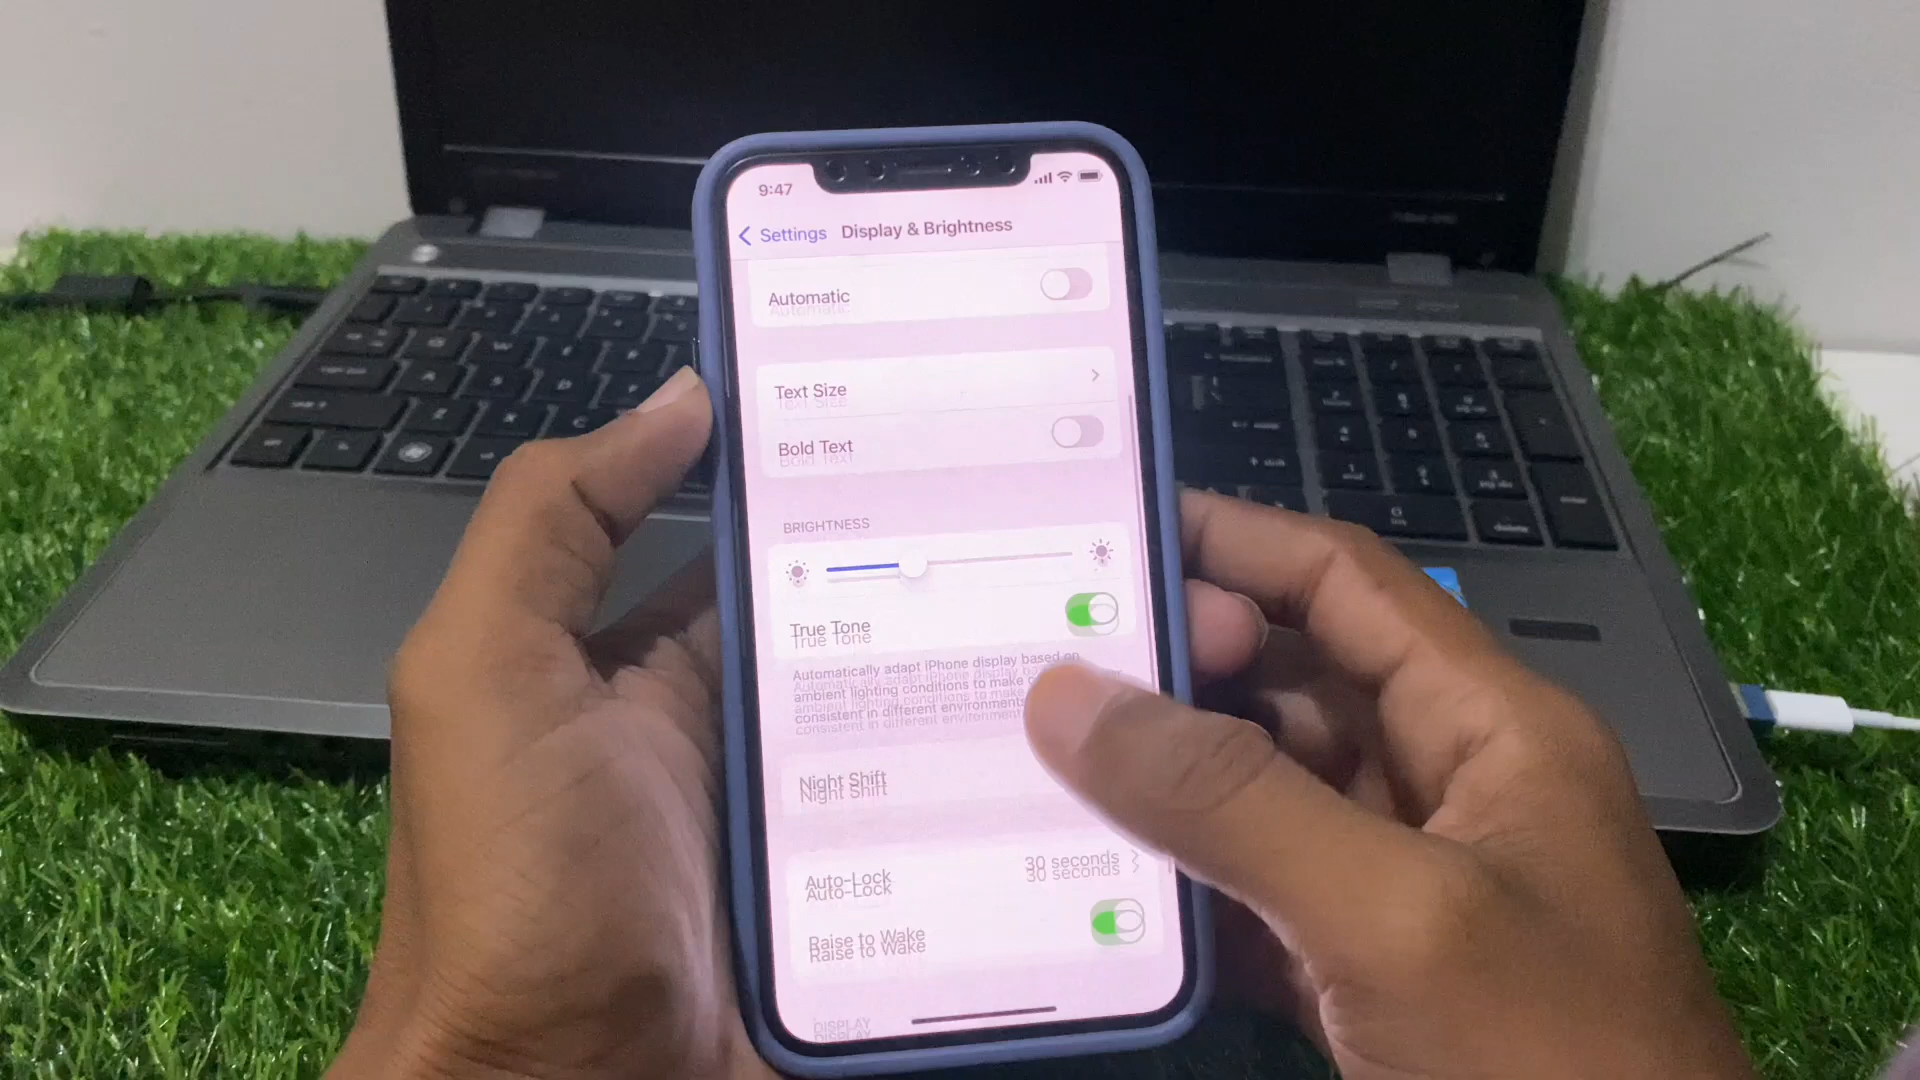 9:47
Settings Display & Brightness
Automatic
Text Size
Bold Text
BRIGHTNESS
True Tone
Automatically adapt iPhone display based on
ambient lighting conditions to make
consistent in different environments
Night Shift
Auto-Lock 30 seconds
Raise to Wake
DISPLAY